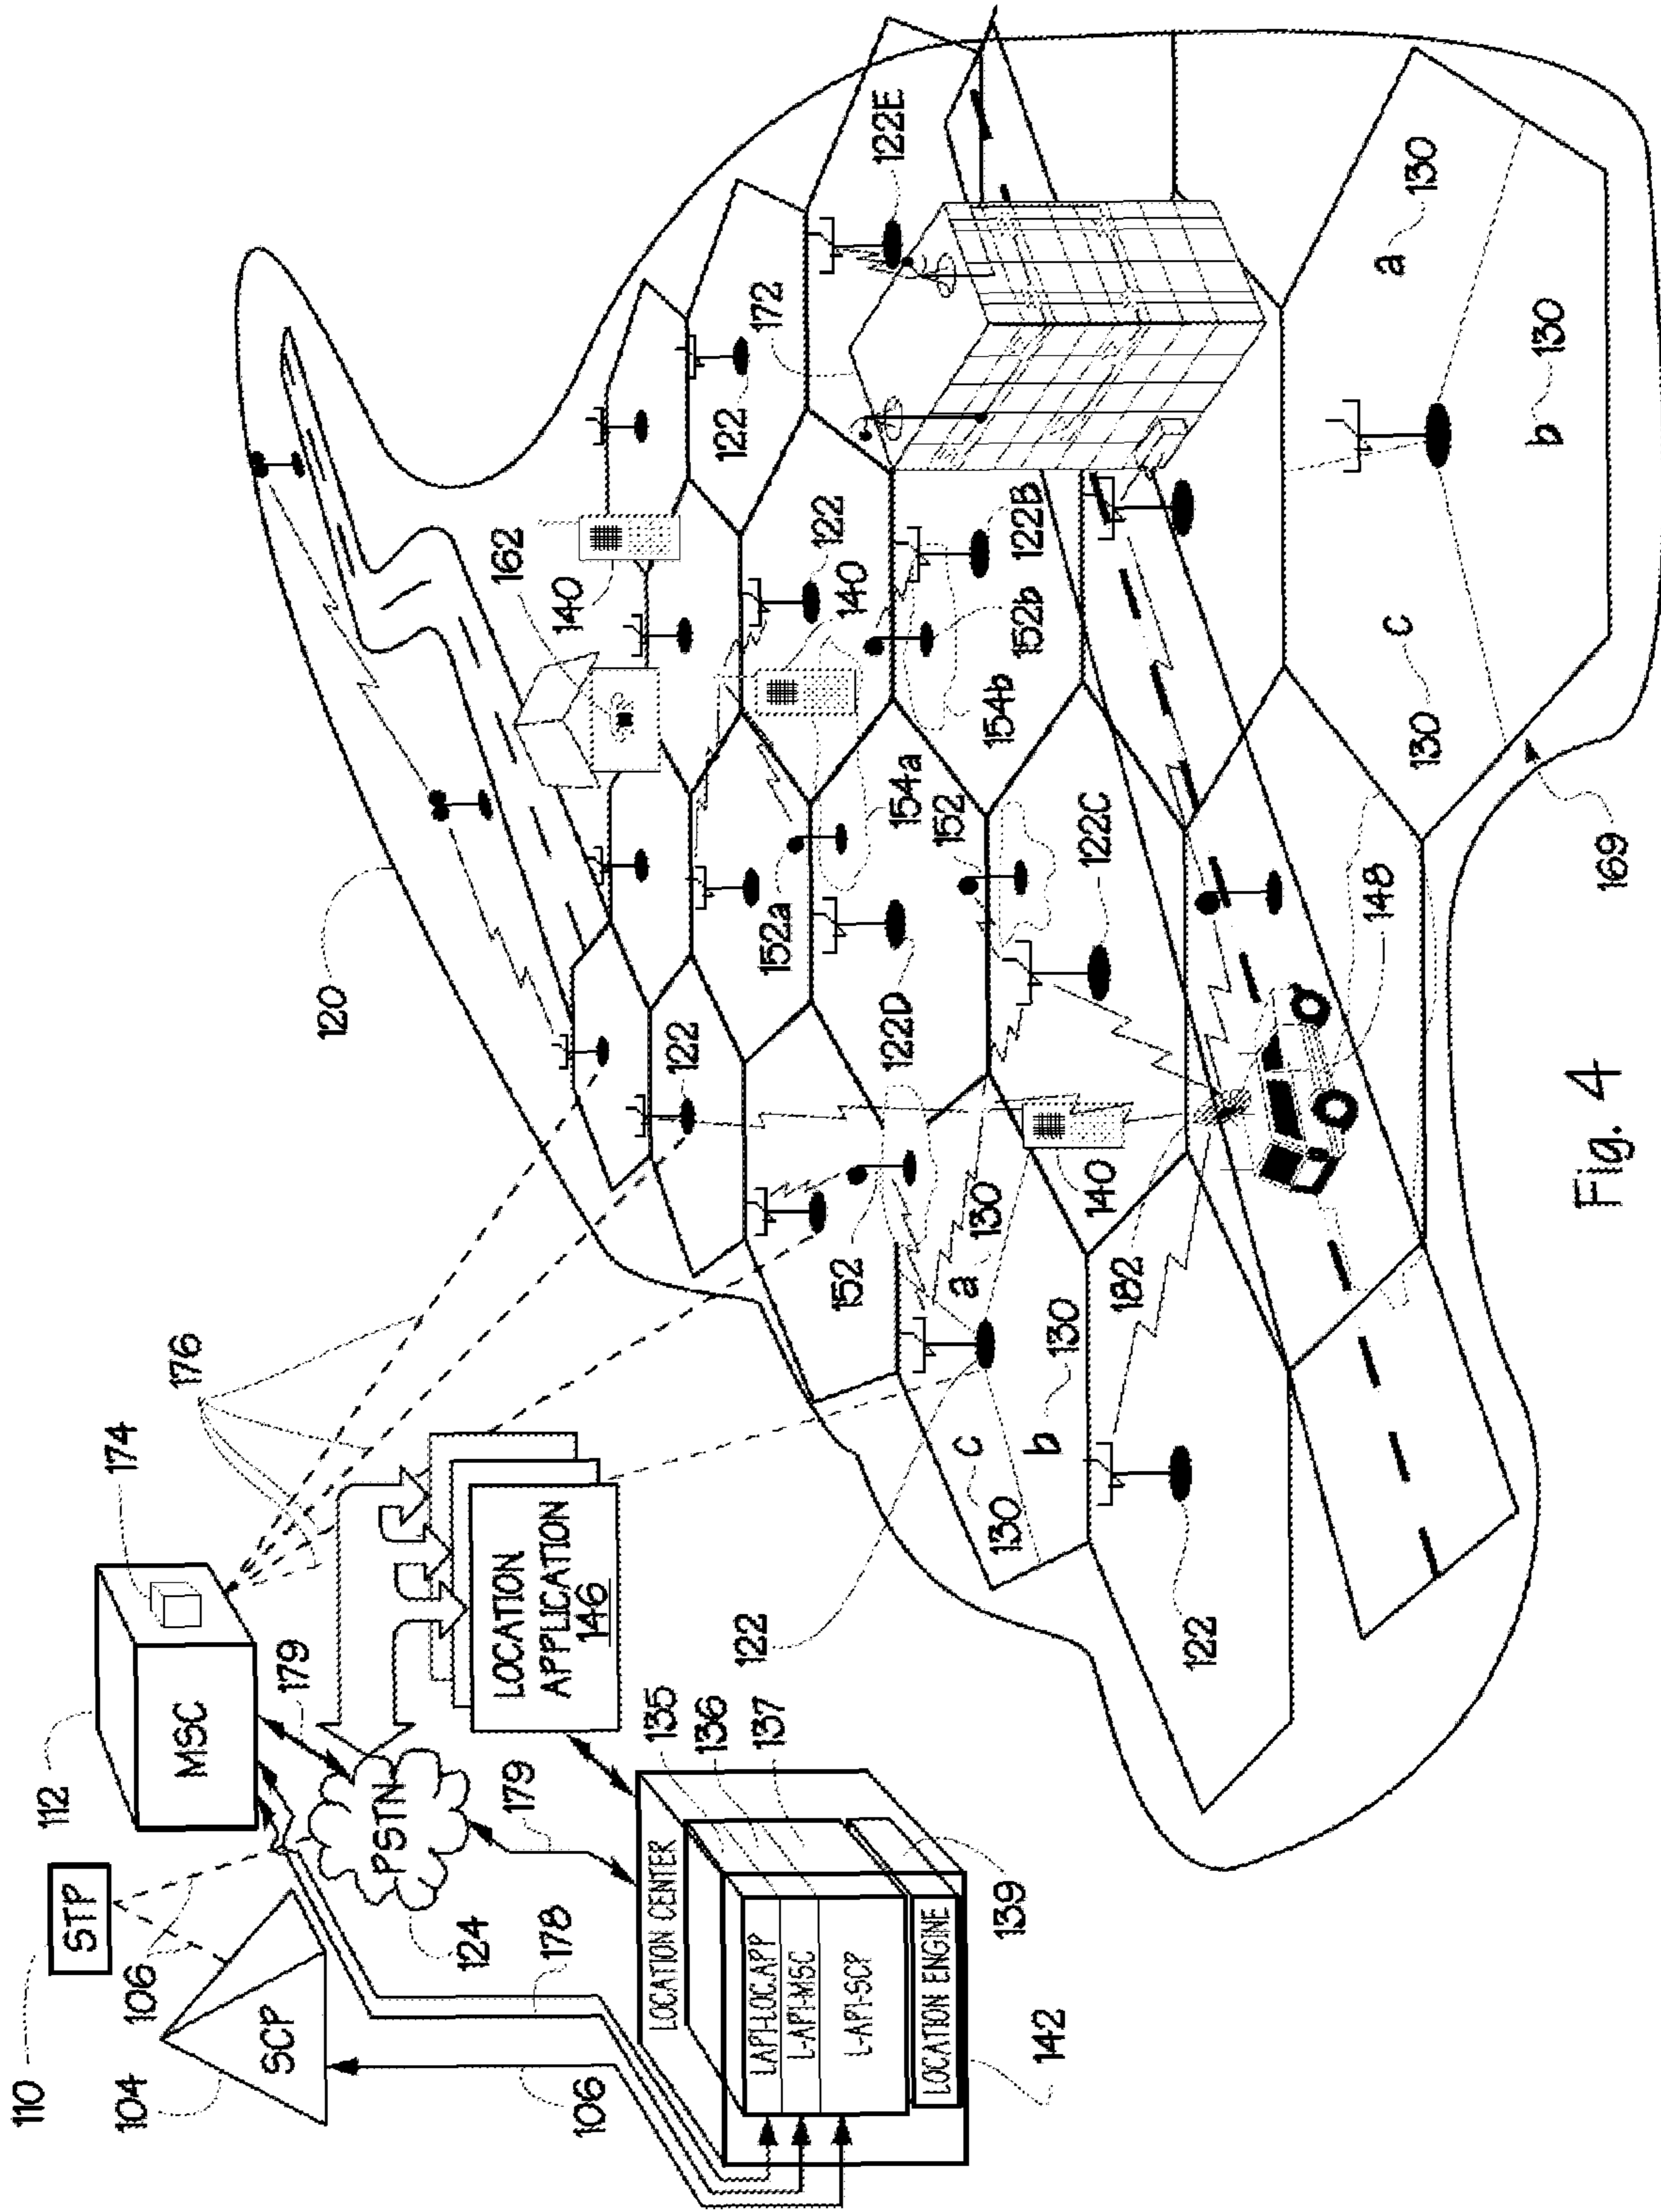 110
STP
112
MSC
174
176
120
106
104
SCP
179
PSTN
124
178
106
179
LOCATION
APPLICATION
146
LOCATION CENTER
LAPI-LOCAPP
L-API-MSC
L-API-SCP
LOCATION ENGINE
135
136
137
139
142
122
122
122
140
162
122
172
122E
140
122
152a
154a
152
122D
152
154b
152b
122B
122C
a
130
c
130
b
130
140
182
122
148
169
c
130
a
130
b
130
Fig. 4